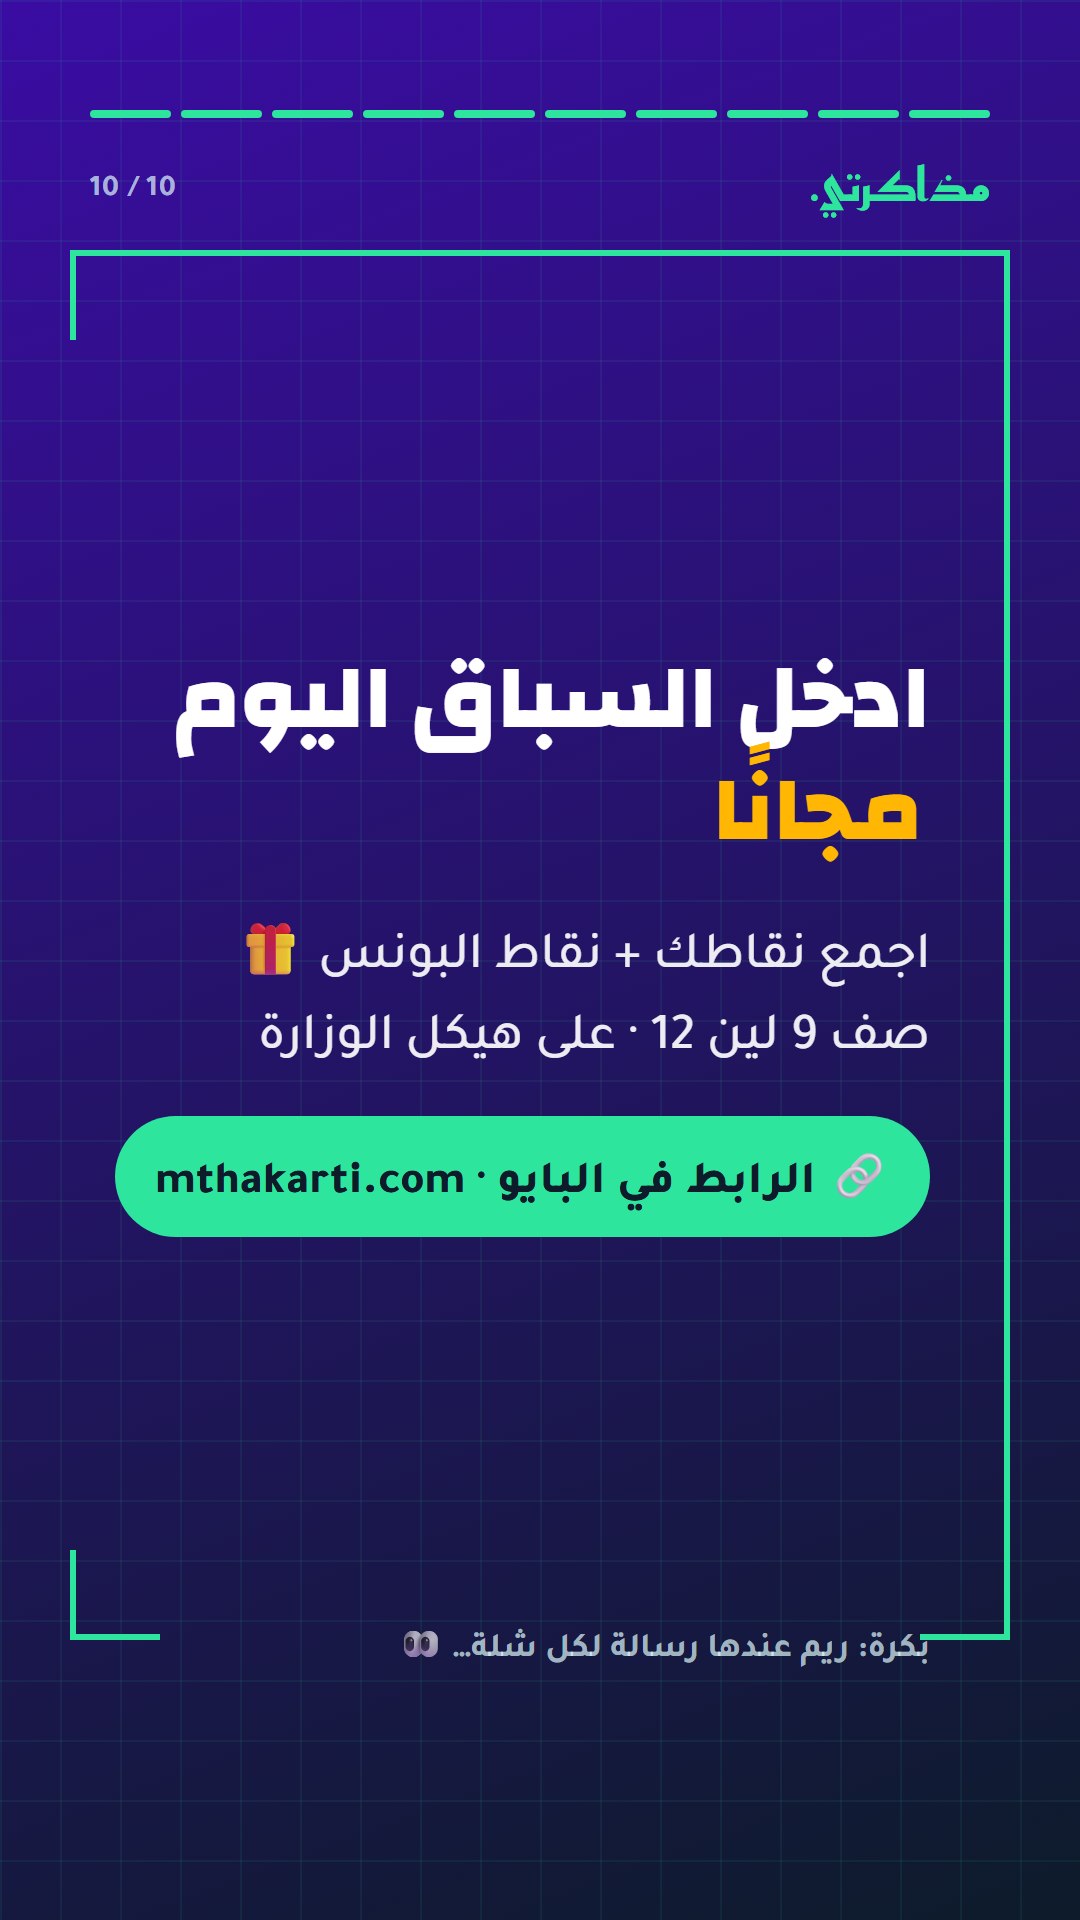 مذاكرتي.
10 / 10
ادخل السباق اليوم
مجانًا
اجمع نقاطك + نقاط البونس 🎁
صف 9 لين 12 · على هيكل الوزارة
🔗 الرابط في البايو · mthakarti.com
بكرة: ريم عندها رسالة لكل شلة… 👀